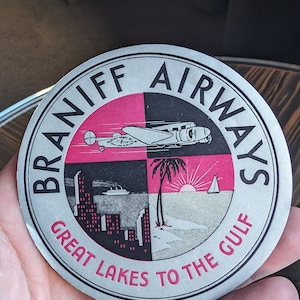 BRANIFF AIRWAYS
GREAT LAKES TO THE GULF